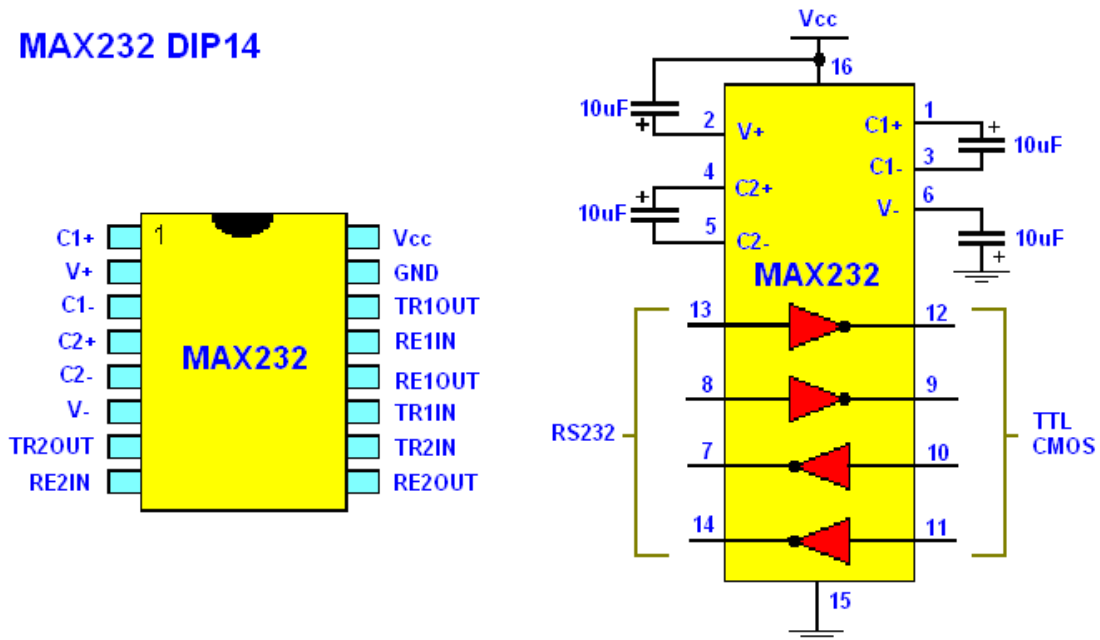 MAX232 DIP14
C1+
V+
C1-
C2+
C2-
V-
TR2OUT
RE2IN
1
MAX232
Vcc
GND
TR1OUT
RE1IN
RE1OUT
TR1IN
TR2IN
RE2OUT
Vcc
16
10uF
+
2
V+
C1+
1
+
10uF
C1-
3
4
C2+
+
10uF
5
C2-
V-
6
10uF
+
MAX232
13
12
8
9
RS232
7
10
TTL
CMOS
14
11
15